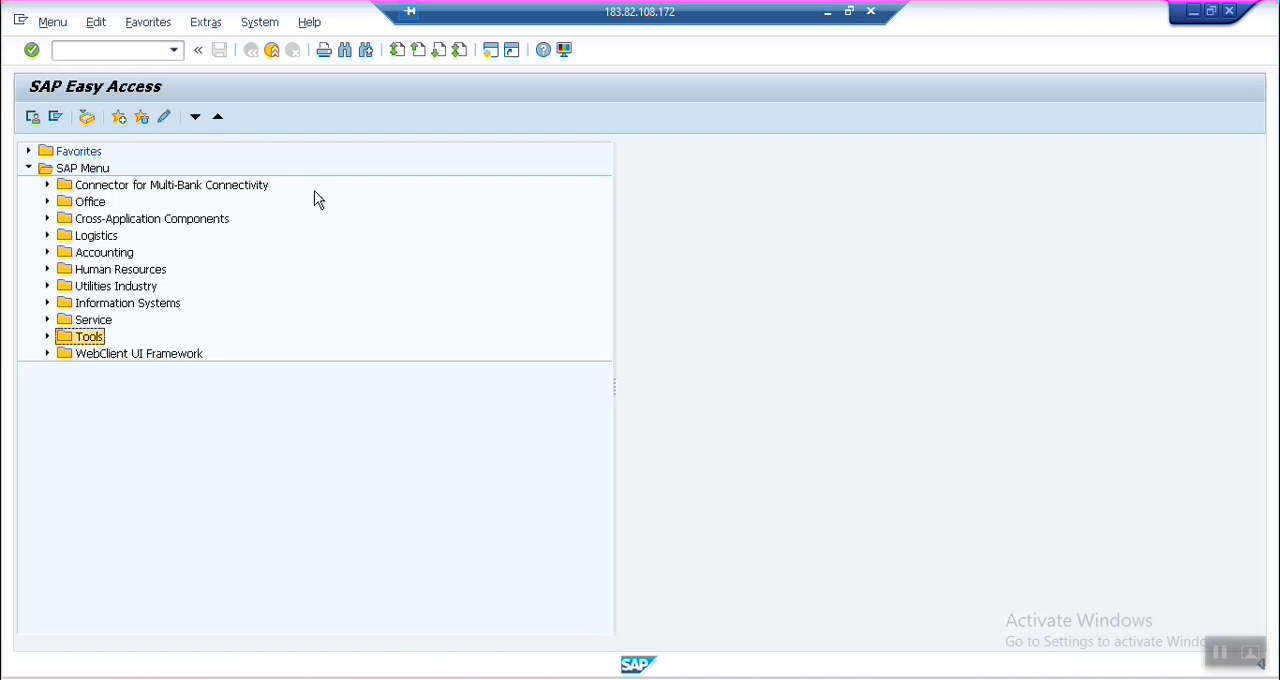 183.82.108.172
Menu Edit Favorites Extras System Help
SAP Easy Access
Favorites
SAP Menu
Connector for Multi-Bank Connectivity
Office
Cross-Application Components
Logistics
Accounting
Human Resources
Utilities Industry
Information Systems
Service
Tools
WebClient UI Framework
Activate Windows
Go to Settings to activate
SAP